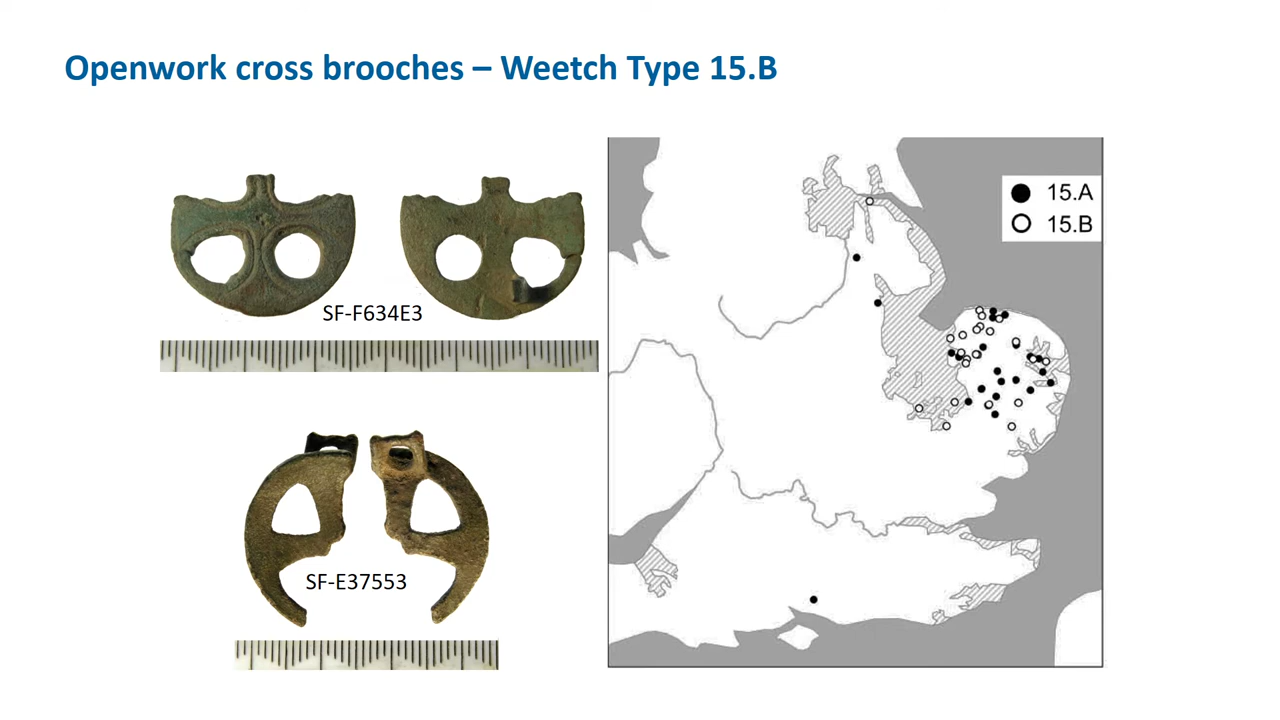 Openwork cross brooches – Weetch Type 15.B
SF-F634E3
SF-E37553
15.A
15.B